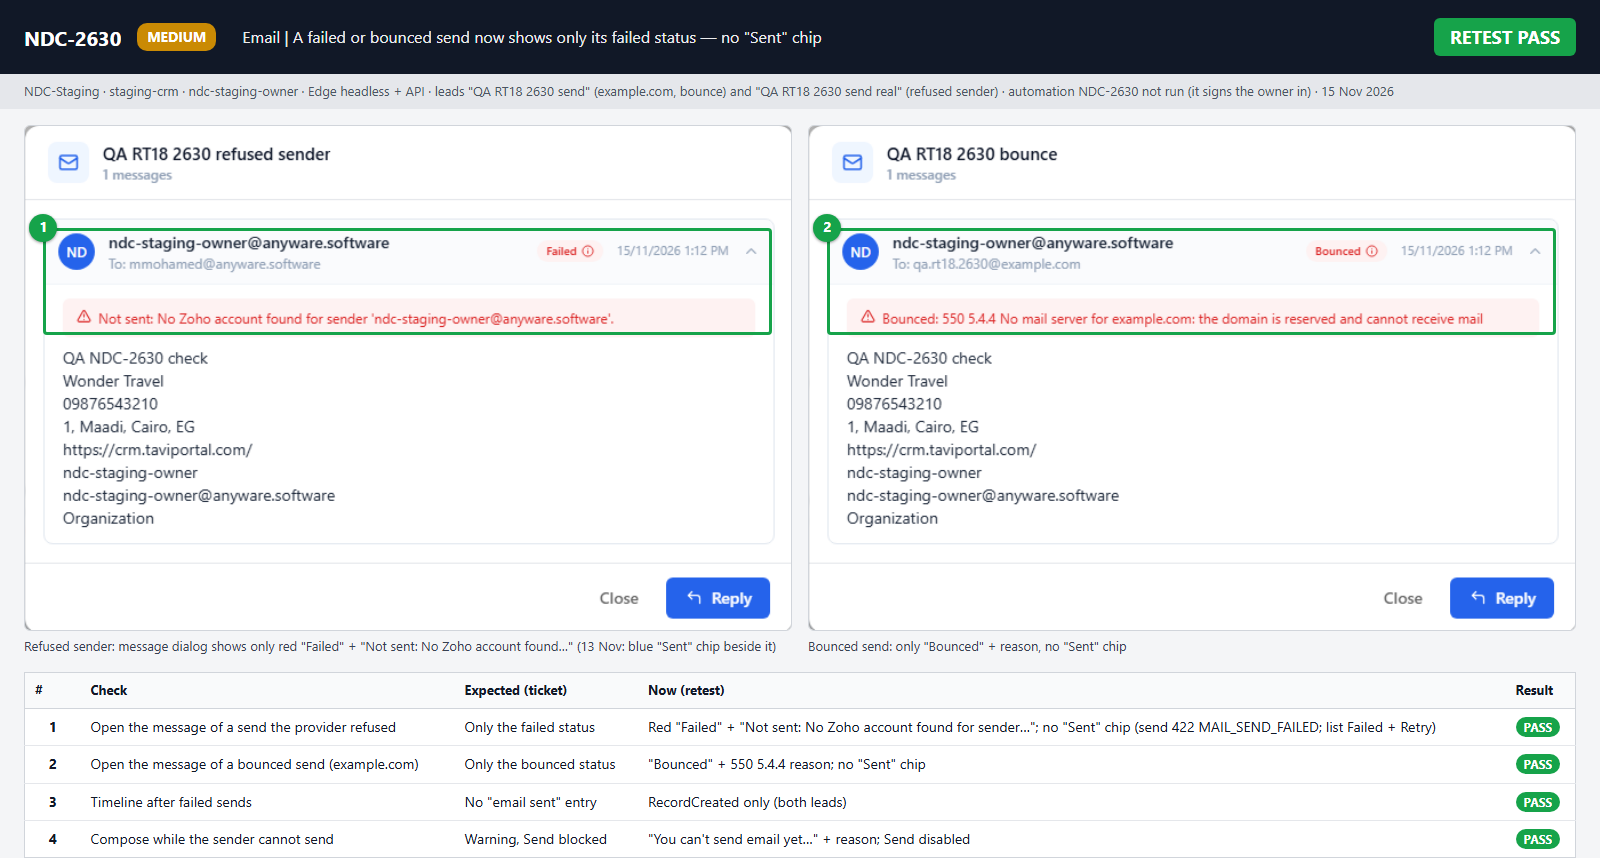 NDC-2630 MEDIUM Email | A failed or bounced send now shows only its failed status — no "Sent" chip RETEST PASS
NDC-Staging · staging-crm · ndc-staging-owner · Edge headless + API · leads "QA RT18 2630 send" (example.com, bounce) and "QA RT18 2630 send real" (refused sender) · automation NDC-2630 not run (it signs the owner in) · 15 Nov 2026
QA RT18 2630 refused sender
1 messages
1
ND
ndc-staging-owner@anyware.software
To: mmohamed@anyware.software
Failed
15/11/2026 1:12 PM
Not sent: No Zoho account found for sender 'ndc-staging-owner@anyware.software'.
QA NDC-2630 check
Wonder Travel
09876543210
1, Maadi, Cairo, EG
https://crm.taviportal.com/
ndc-staging-owner
ndc-staging-owner@anyware.software
Organization
Close Reply
Refused sender: message dialog shows only red "Failed" + "Not sent: No Zoho account found..." (13 Nov: blue "Sent" chip beside it)
QA RT18 2630 bounce
1 messages
2
ND
ndc-staging-owner@anyware.software
To: qa.rt18.2630@example.com
Bounced
15/11/2026 1:12 PM
Bounced: 550 5.4.4 No mail server for example.com: the domain is reserved and cannot receive mail
QA NDC-2630 check
Wonder Travel
09876543210
1, Maadi, Cairo, EG
https://crm.taviportal.com/
ndc-staging-owner
ndc-staging-owner@anyware.software
Organization
Close Reply
Bounced send: only "Bounced" + reason, no "Sent" chip
# Check Expected (ticket) Now (retest) Result
1 Open the message of a send the provider refused Only the failed status Red "Failed" + "Not sent: No Zoho account found for sender..."; no "Sent" chip (send 422 MAIL_SEND_FAILED; list Failed + Retry) PASS
2 Open the message of a bounced send (example.com) Only the bounced status "Bounced" + 550 5.4.4 reason; no "Sent" chip PASS
3 Timeline after failed sends No "email sent" entry RecordCreated only (both leads) PASS
4 Compose while the sender cannot send Warning, Send blocked "You can't send email yet..." + reason; Send disabled PASS